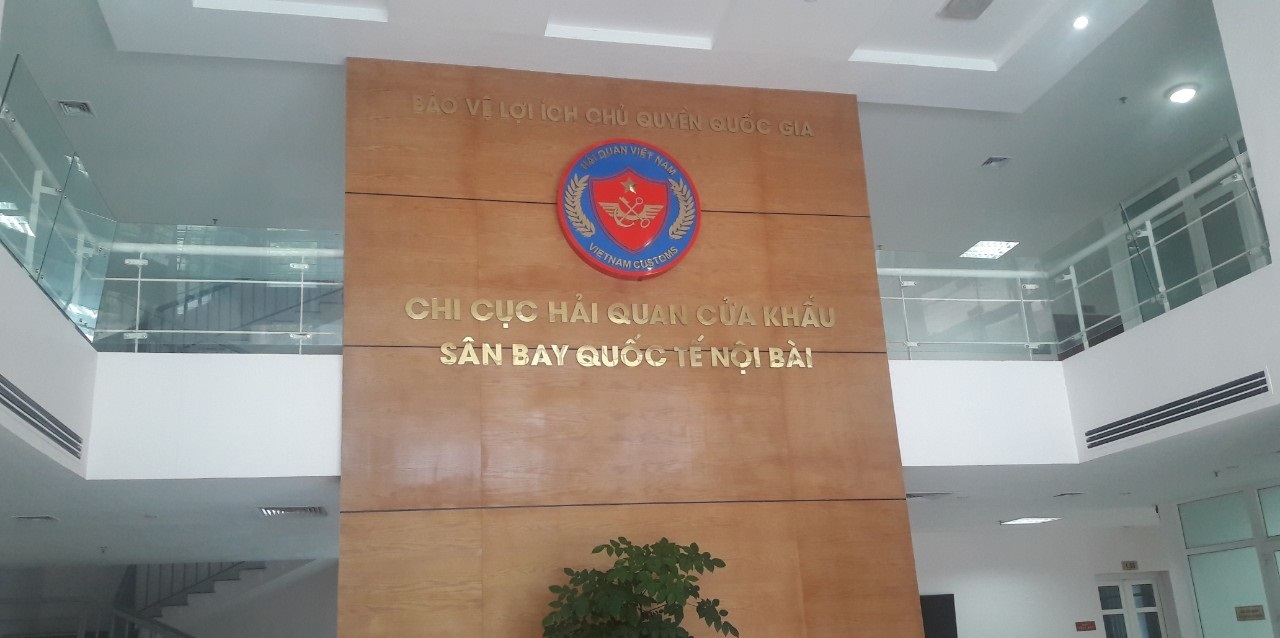 BẢO VỆ LỢI ÍCH CHỦ QUYỀN QUỐC GIA
HẢI QUAN VIỆT NAM
VIETNAM CUSTOMS
CHI CỤC HẢI QUAN CỬA KHẨU
SÂN BAY QUỐC TẾ NỘI BÀI